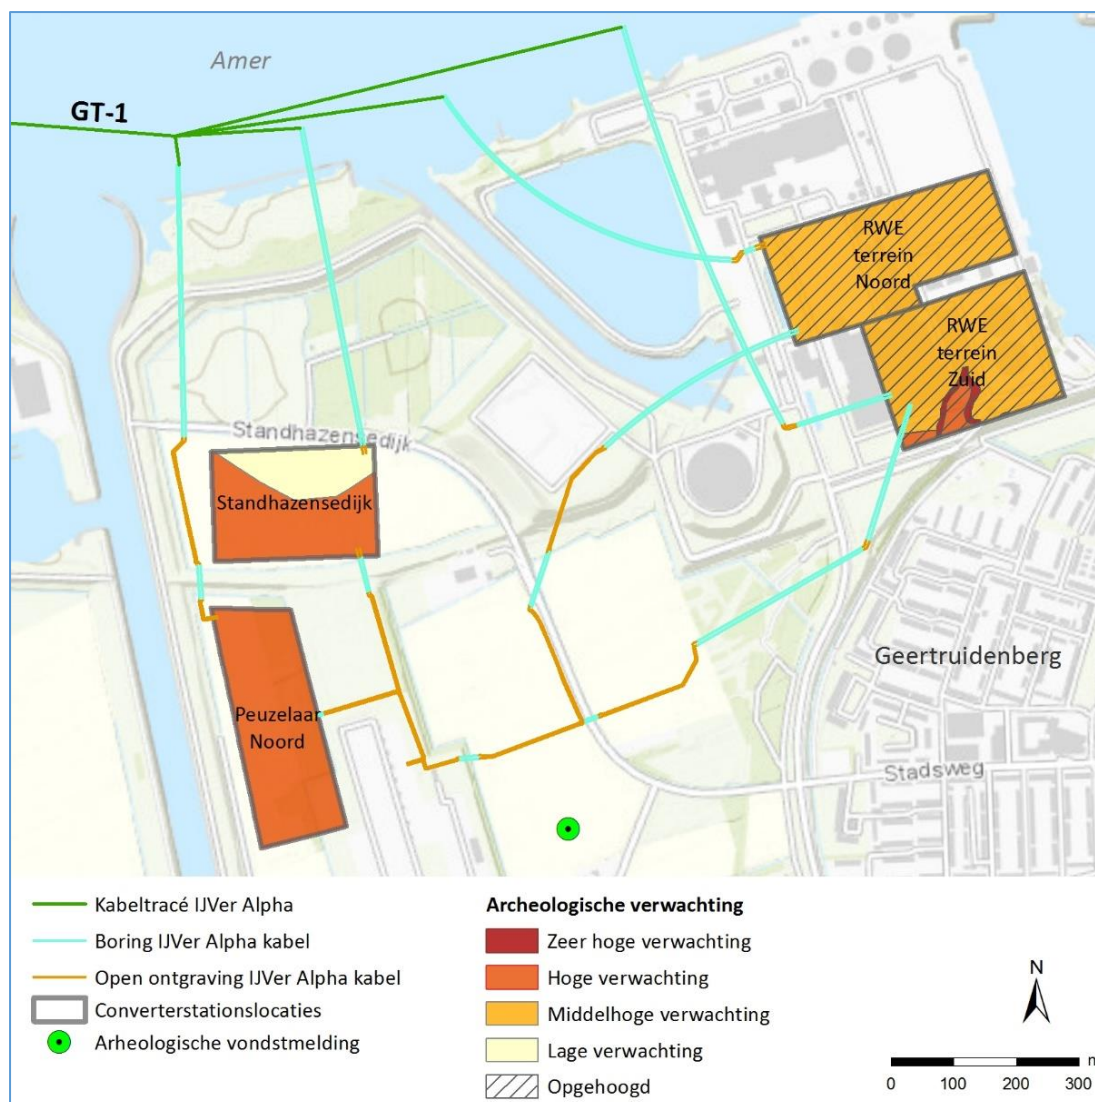 Amer
GT-1
RWE
terrein
Noord
RWE
terrein
Zuid
Standhazensedijk
Standhazensedijk
Peuzelaar
Noord
Geertruidenberg
Stadsweg
Kabeltracé IJVer Alpha
Boring IJVer Alpha kabel
Open ontgraving IJVer Alpha kabel
Converterstationslocaties
Arheologische vondstmelding
Archeologische verwachting
Zeer hoge verwachting
Hoge verwachting
Middelhoge verwachting
Lage verwachting
Opgehoogd
N
0 100 200 300